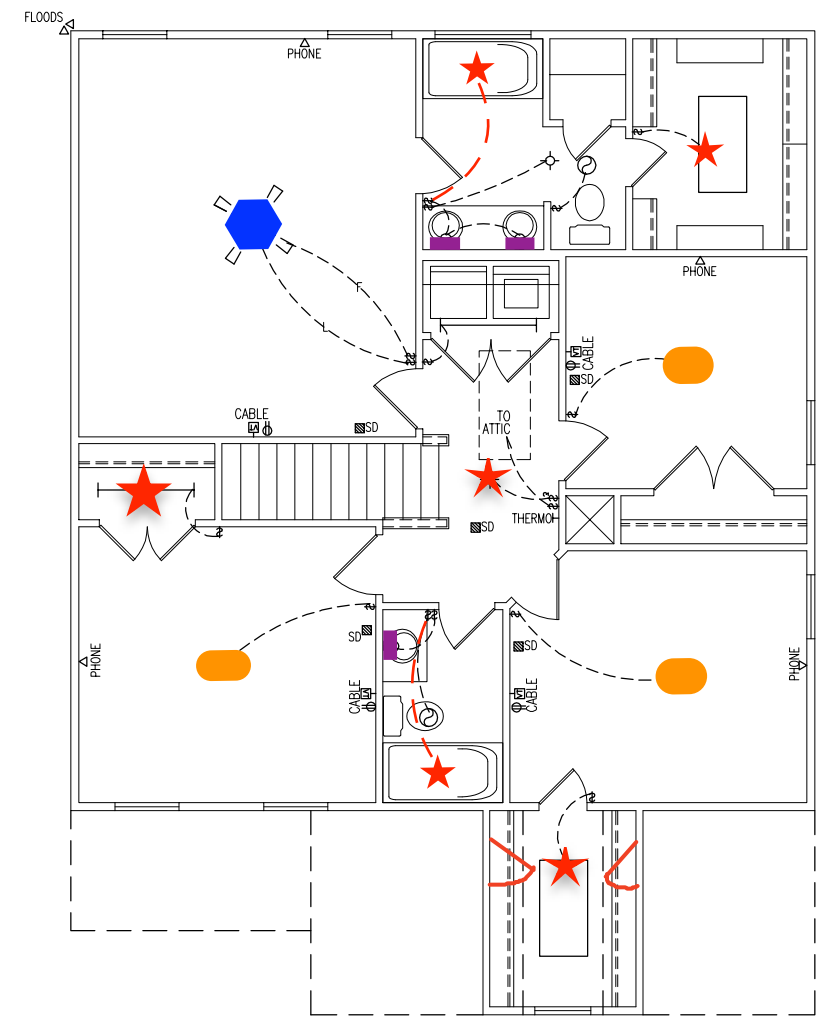 FLOODS
PHONE
PHONE
F
L
CABLE
SD
TO
ATTIC
CABLE
SD
SD
THERMO
SD
PHONE
CABLE
SD
CABLE
PHONE